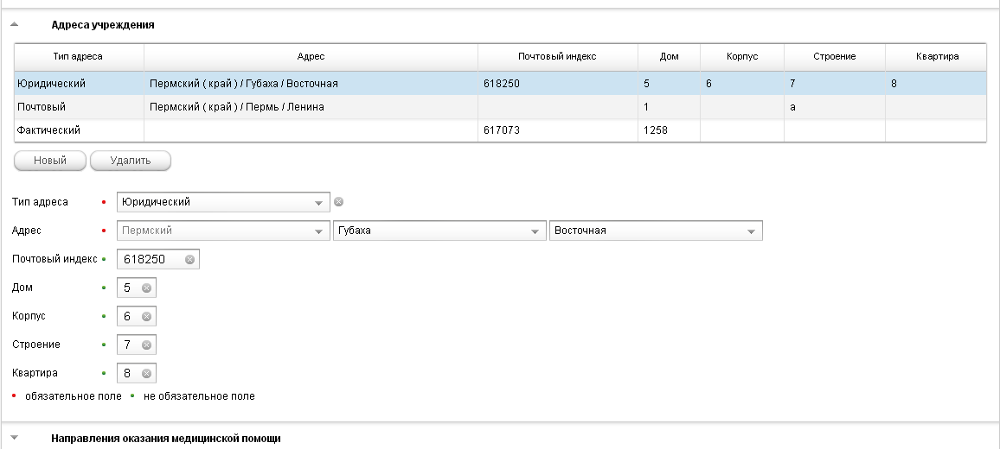 Адреса учреждения
Тип адреса Адрес Почтовый индекс Дом Корпус Строение Квартира
Юридический Пермский ( край ) / Губаха / Восточная 618250 5 6 7 8
Почтовый Пермский ( край ) / Пермь / Ленина 1 а
Фактический 617073 1258
Новый Удалить
Тип адреса Юридический
Адрес Пермский Губаха Восточная
Почтовый индекс 618250
Дом 5
Корпус 6
Строение 7
Квартира 8
обязательное поле не обязательное поле
Направления оказания медицинской помощи